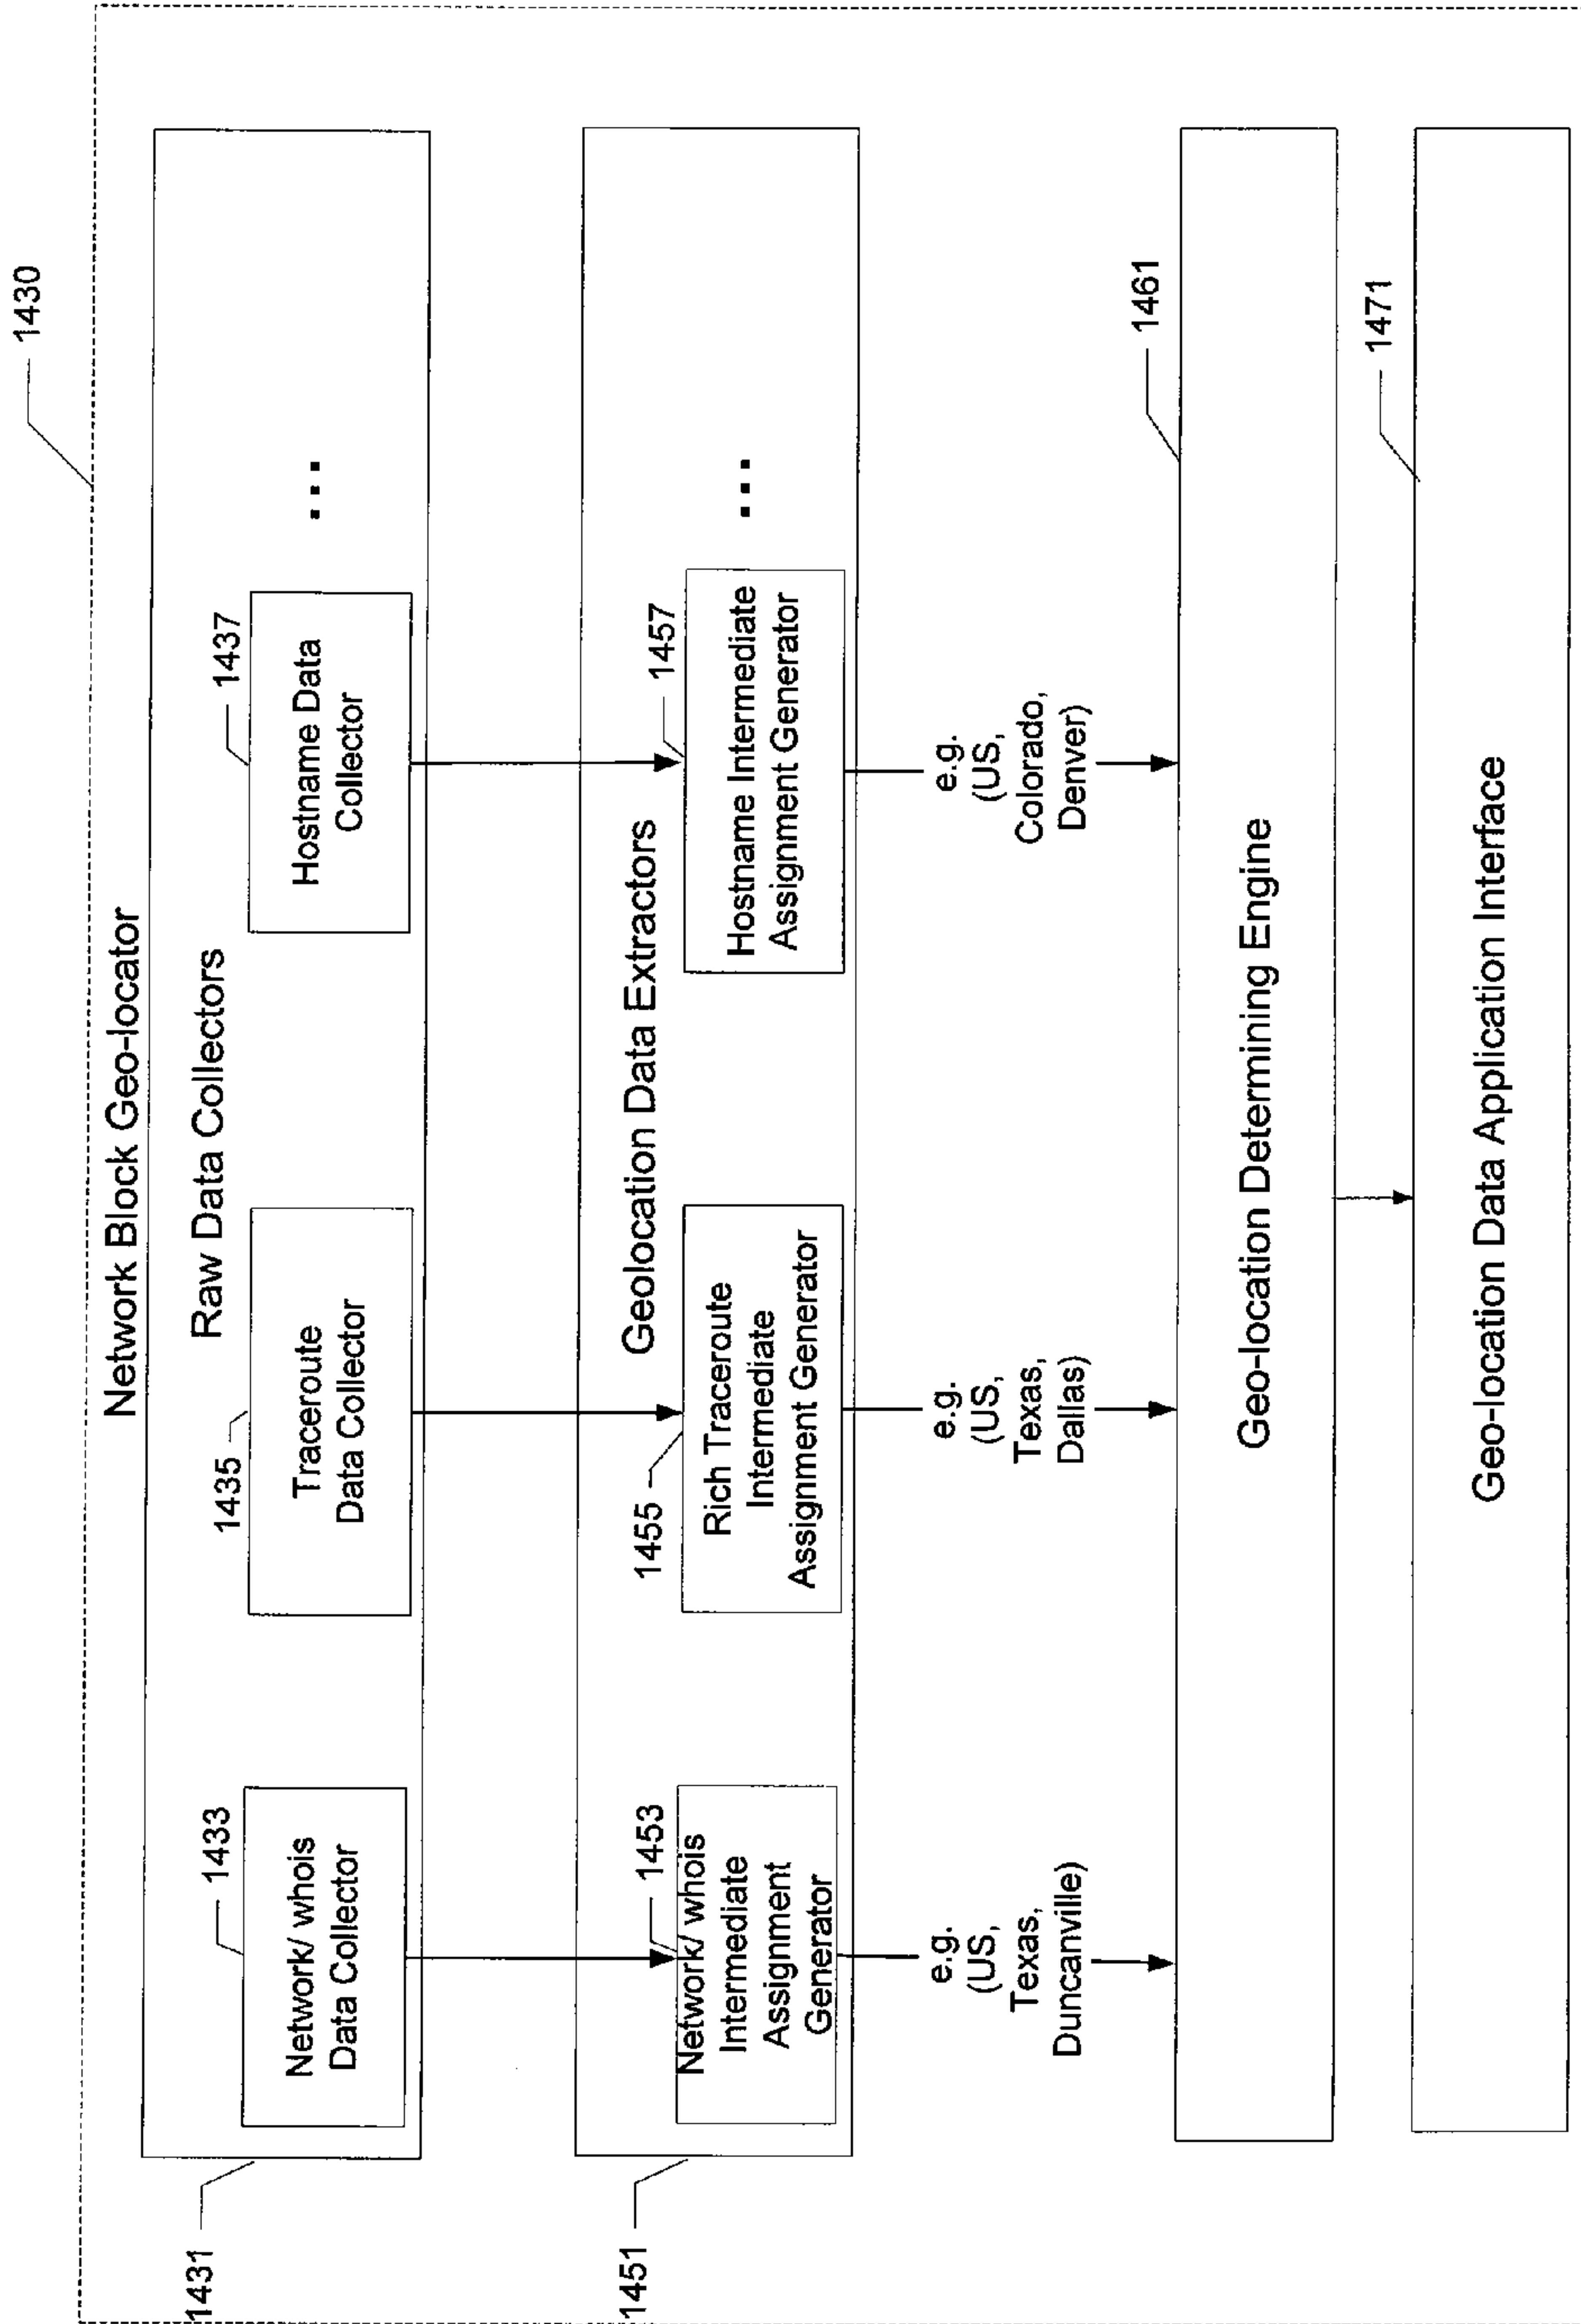 1430
Network Block Geo-locator
1431
Raw Data Collectors
1433
Network/ whois
Data Collector
1435
Traceroute
Data Collector
1437
Hostname Data
Collector
...
1451
Geolocation Data Extractors
1453
Network/ whois
Intermediate
Assignment
Generator
1455
Rich Traceroute
Intermediate
Assignment Generator
1457
Hostname Intermediate
Assignment Generator
...
e.g.
(US,
Texas,
Duncanville)
e.g.
(US,
Texas,
Dallas)
e.g.
(US,
Colorado,
Denver)
1461
Geo-location Determining Engine
1471
Geo-location Data Application Interface